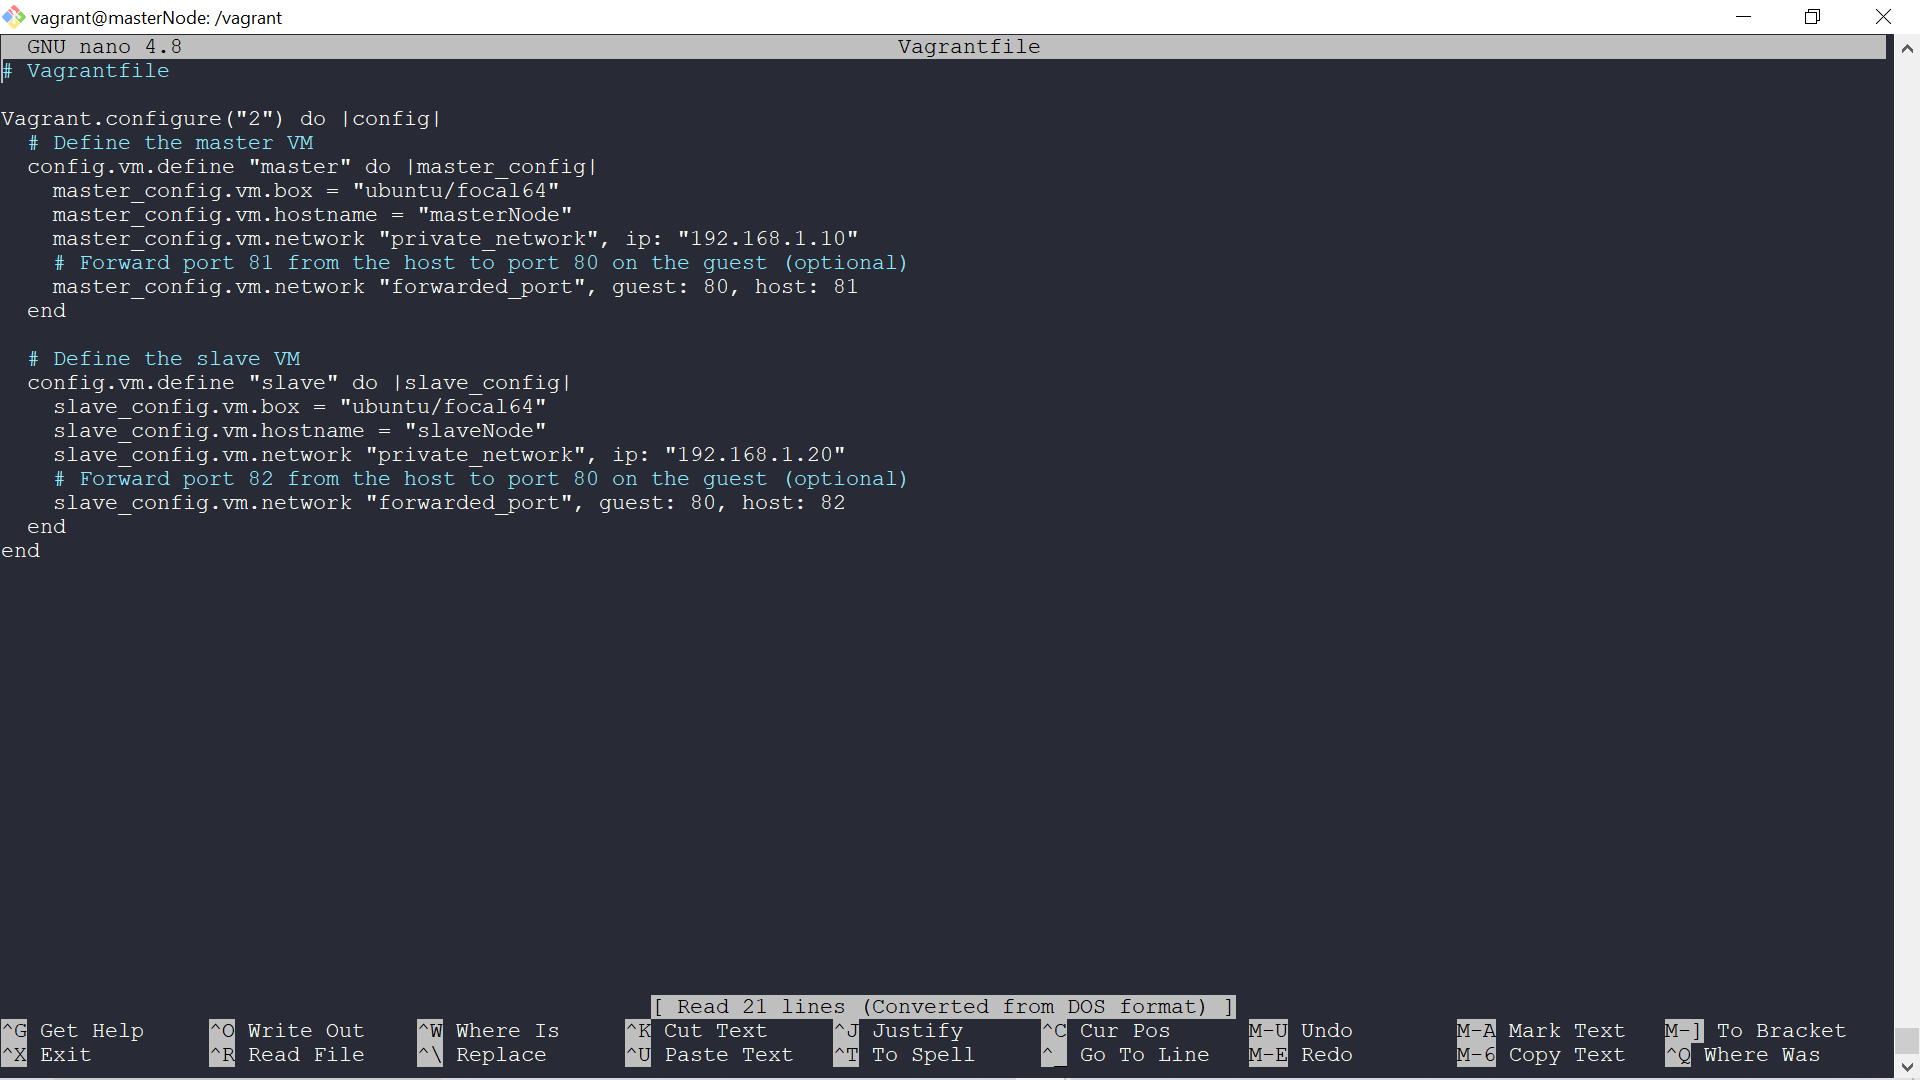 vagrant@masterNode: /vagrant
GNU nano 4.8 Vagrantfile
# Vagrantfile
Vagrant.configure("2") do |config|
  # Define the master VM
  config.vm.define "master" do |master_config|
    master_config.vm.box = "ubuntu/focal64"
    master_config.vm.hostname = "masterNode"
    master_config.vm.network "private_network", ip: "192.168.1.10"
    # Forward port 81 from the host to port 80 on the guest (optional)
    master_config.vm.network "forwarded_port", guest: 80, host: 81
  end
  # Define the slave VM
  config.vm.define "slave" do |slave_config|
    slave_config.vm.box = "ubuntu/focal64"
    slave_config.vm.hostname = "slaveNode"
    slave_config.vm.network "private_network", ip: "192.168.1.20"
    # Forward port 82 from the host to port 80 on the guest (optional)
    slave_config.vm.network "forwarded_port", guest: 80, host: 82
  end
end
[ Read 21 lines (Converted from DOS format) ]
^G Get Help ^O Write Out ^W Where Is ^K Cut Text ^J Justify ^C Cur Pos M-U Undo M-A Mark Text M-] To Bracket
^X Exit ^R Read File ^\ Replace ^U Paste Text ^T To Spell ^_ Go To Line M-E Redo M-6 Copy Text ^Q Where Was